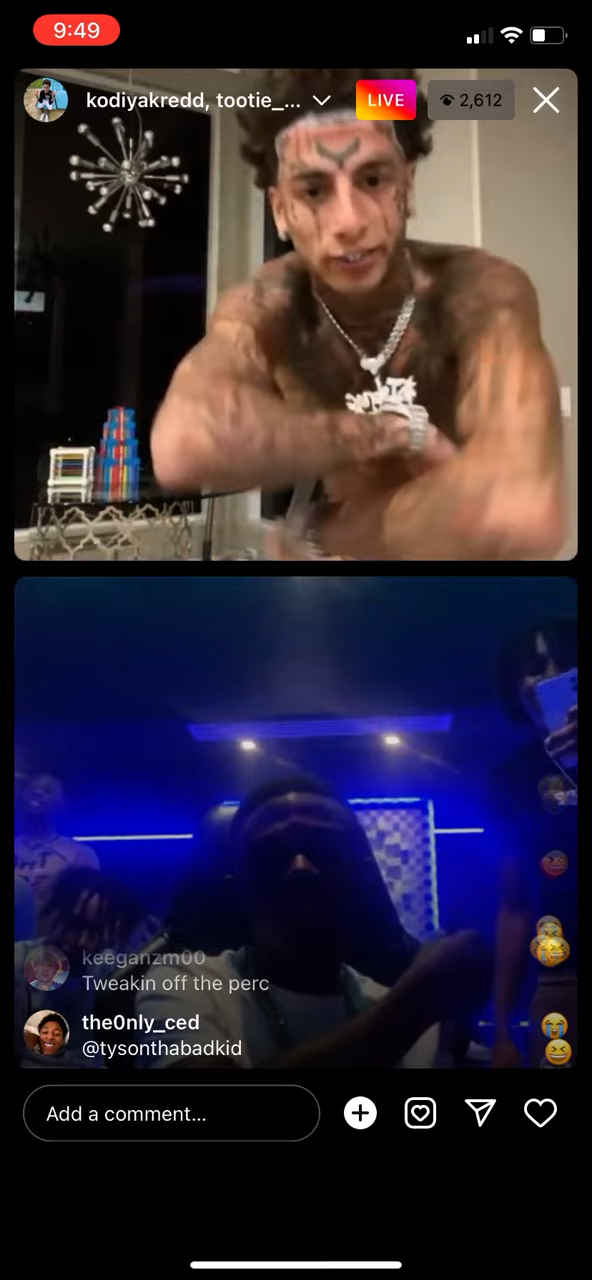 9:49
kodiyakredd, tootie_...
LIVE
2,612
keeganzm00
Tweakin off the perc
the0nly_ced
@tysonthabadkid
Add a comment...